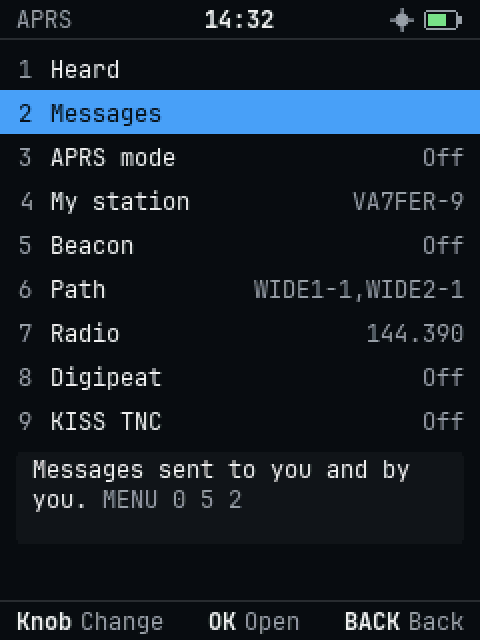 APRS 14:32
1 Heard
2 Messages
3 APRS mode Off
4 My station VA7FER-9
5 Beacon Off
6 Path WIDE1-1,WIDE2-1
7 Radio 144.390
8 Digipeat Off
9 KISS TNC Off
Messages sent to you and by
you. MENU 0 5 2
Knob Change OK Open BACK Back